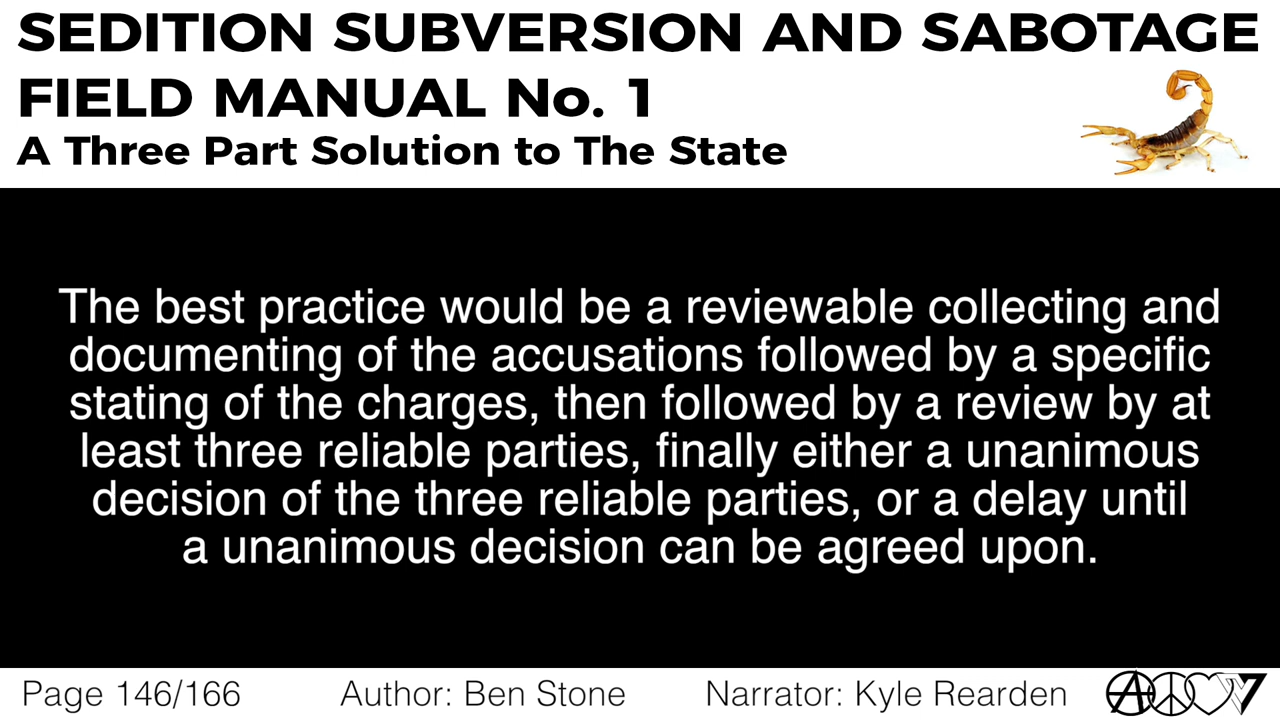 SEDITION SUBVERSION AND SABOTAGE
FIELD MANUAL No. 1
A Three Part Solution to The State
The best practice would be a reviewable collecting and
documenting of the accusations followed by a specific
stating of the charges, then followed by a review by at
least three reliable parties, finally either a unanimous
decision of the three reliable parties, or a delay until
a unanimous decision can be agreed upon.
Page 146/166 Author: Ben Stone Narrator: Kyle Rearden